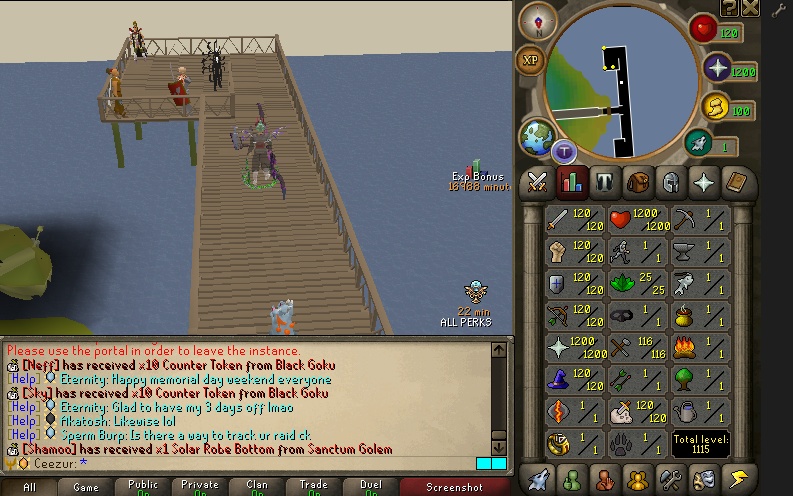 N
XP
T
120
1200
100
1
Exp Bonus
16988 minut
22 min
ALL PERKS
120/120 1200/1200 1/1
120/120 1/1 1/1
120/120 25/25 1/1
120/120 1/1 1/1
1200/1200 116/116 1/1
120/120 1/1 1/1
1/1 120/120 1/1
1/1 1/1 Total level: 1115
Please use the portal in order to leave the instance.
[Neff] has received x10 Counter Token from Black Goku
[Help] Eternity: Happy memorial day weekend everyone
[Sky] has received x10 Counter Token from Black Goku
[Help] Eternity: Glad to have my 3 days off lmao
[Help] Akatosh: Likewise lol
[Help] Sperm Burp: Is there a way to track ur raid ck
[Shamoo] has received x1 Solar Robe Bottom from Sanctum Golem
Ceezur: *
All Game Public Private Clan Trade Duel Screenshot
On On On On On